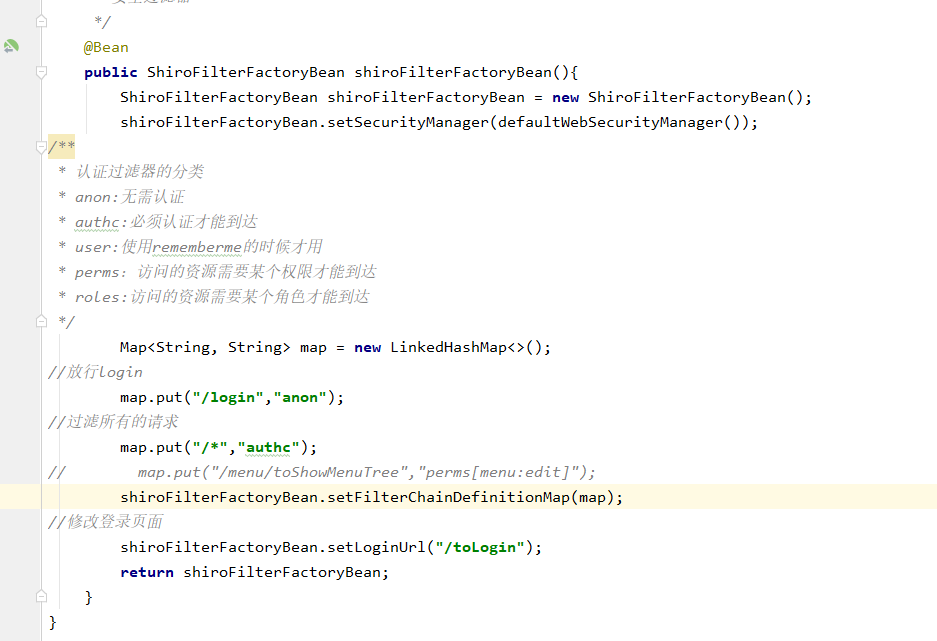 */
@Bean
public ShiroFilterFactoryBean shiroFilterFactoryBean(){
ShiroFilterFactoryBean shiroFilterFactoryBean = new ShiroFilterFactoryBean();
shiroFilterFactoryBean.setSecurityManager(defaultWebSecurityManager());
/**
* 认证过滤器的分类
* anon:无需认证
* authc:必须认证才能到达
* user:使用rememberme的时候才用
* perms：访问的资源需要某个权限才能到达
* roles:访问的资源需要某个角色才能到达
*/
Map<String, String> map = new LinkedHashMap<>();
//放行login
map.put("/login","anon");
//过滤所有的请求
map.put("/*","authc");
// map.put("/menu/toShowMenuTree","perms[menu:edit]");
shiroFilterFactoryBean.setFilterChainDefinitionMap(map);
//修改登录页面
shiroFilterFactoryBean.setLoginUrl("/toLogin");
return shiroFilterFactoryBean;
}
}